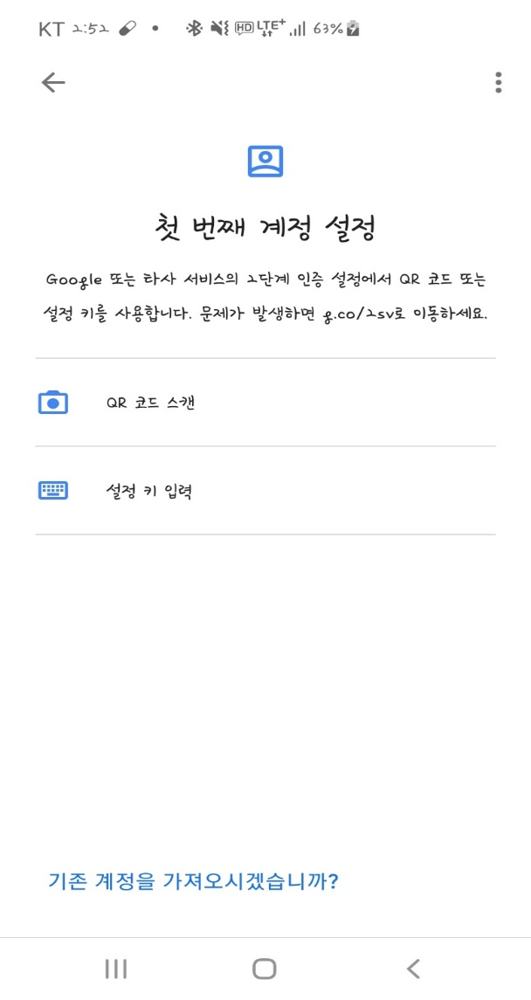 KT 2:52 HD LTE+ 63%
첫 번째 계정 설정
Google 또는 타사 서비스의 2단계 인증 설정에서 QR 코드 또는
설정 키를 사용합니다. 문제가 발생하면 g.co/2sv로 이동하세요.
QR 코드 스캔
설정 키 입력
기존 계정을 가져오시겠습니까?